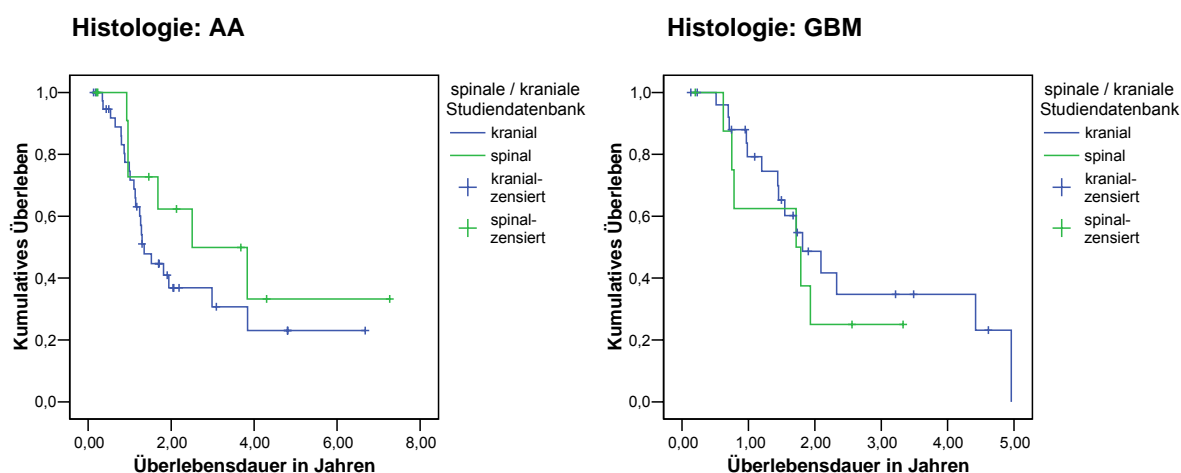 Histologie: AA
Kumulatives Überleben
1,0
0,8
0,6
0,4
0,2
0,0
0,00 2,00 4,00 6,00 8,00
Überlebensdauer in Jahren
spinale / kraniale
Studiendatenbank
kranial
spinal
kranial-
zensiert
spinal-
zensiert
Histologie: GBM
Kumulatives Überleben
1,0
0,8
0,6
0,4
0,2
0,0
0,00 1,00 2,00 3,00 4,00 5,00
Überlebensdauer in Jahren
spinale / kraniale
Studiendatenbank
kranial
spinal
kranial-
zensiert
spinal-
zensiert